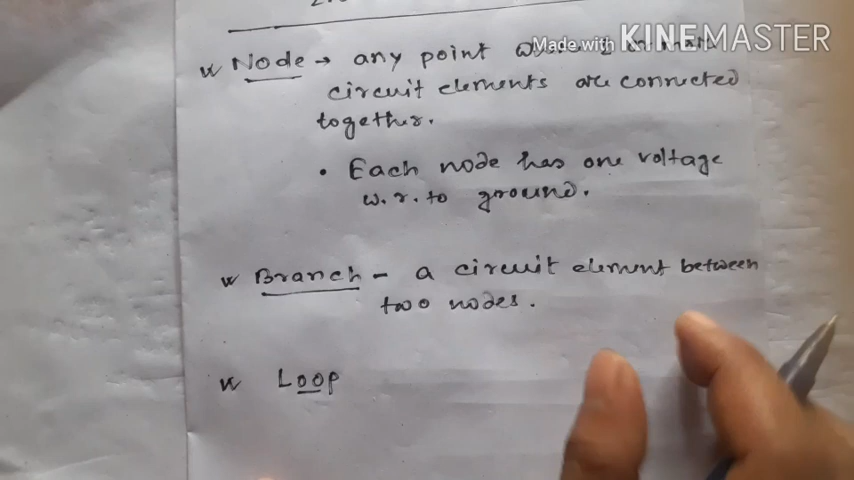 Made with KINEMASTER
w Node → any point
circuit elements are connected
together.
• Each node has one voltage
w.r.to ground.
w Branch - a circuit element between
two nodes.
w Loop